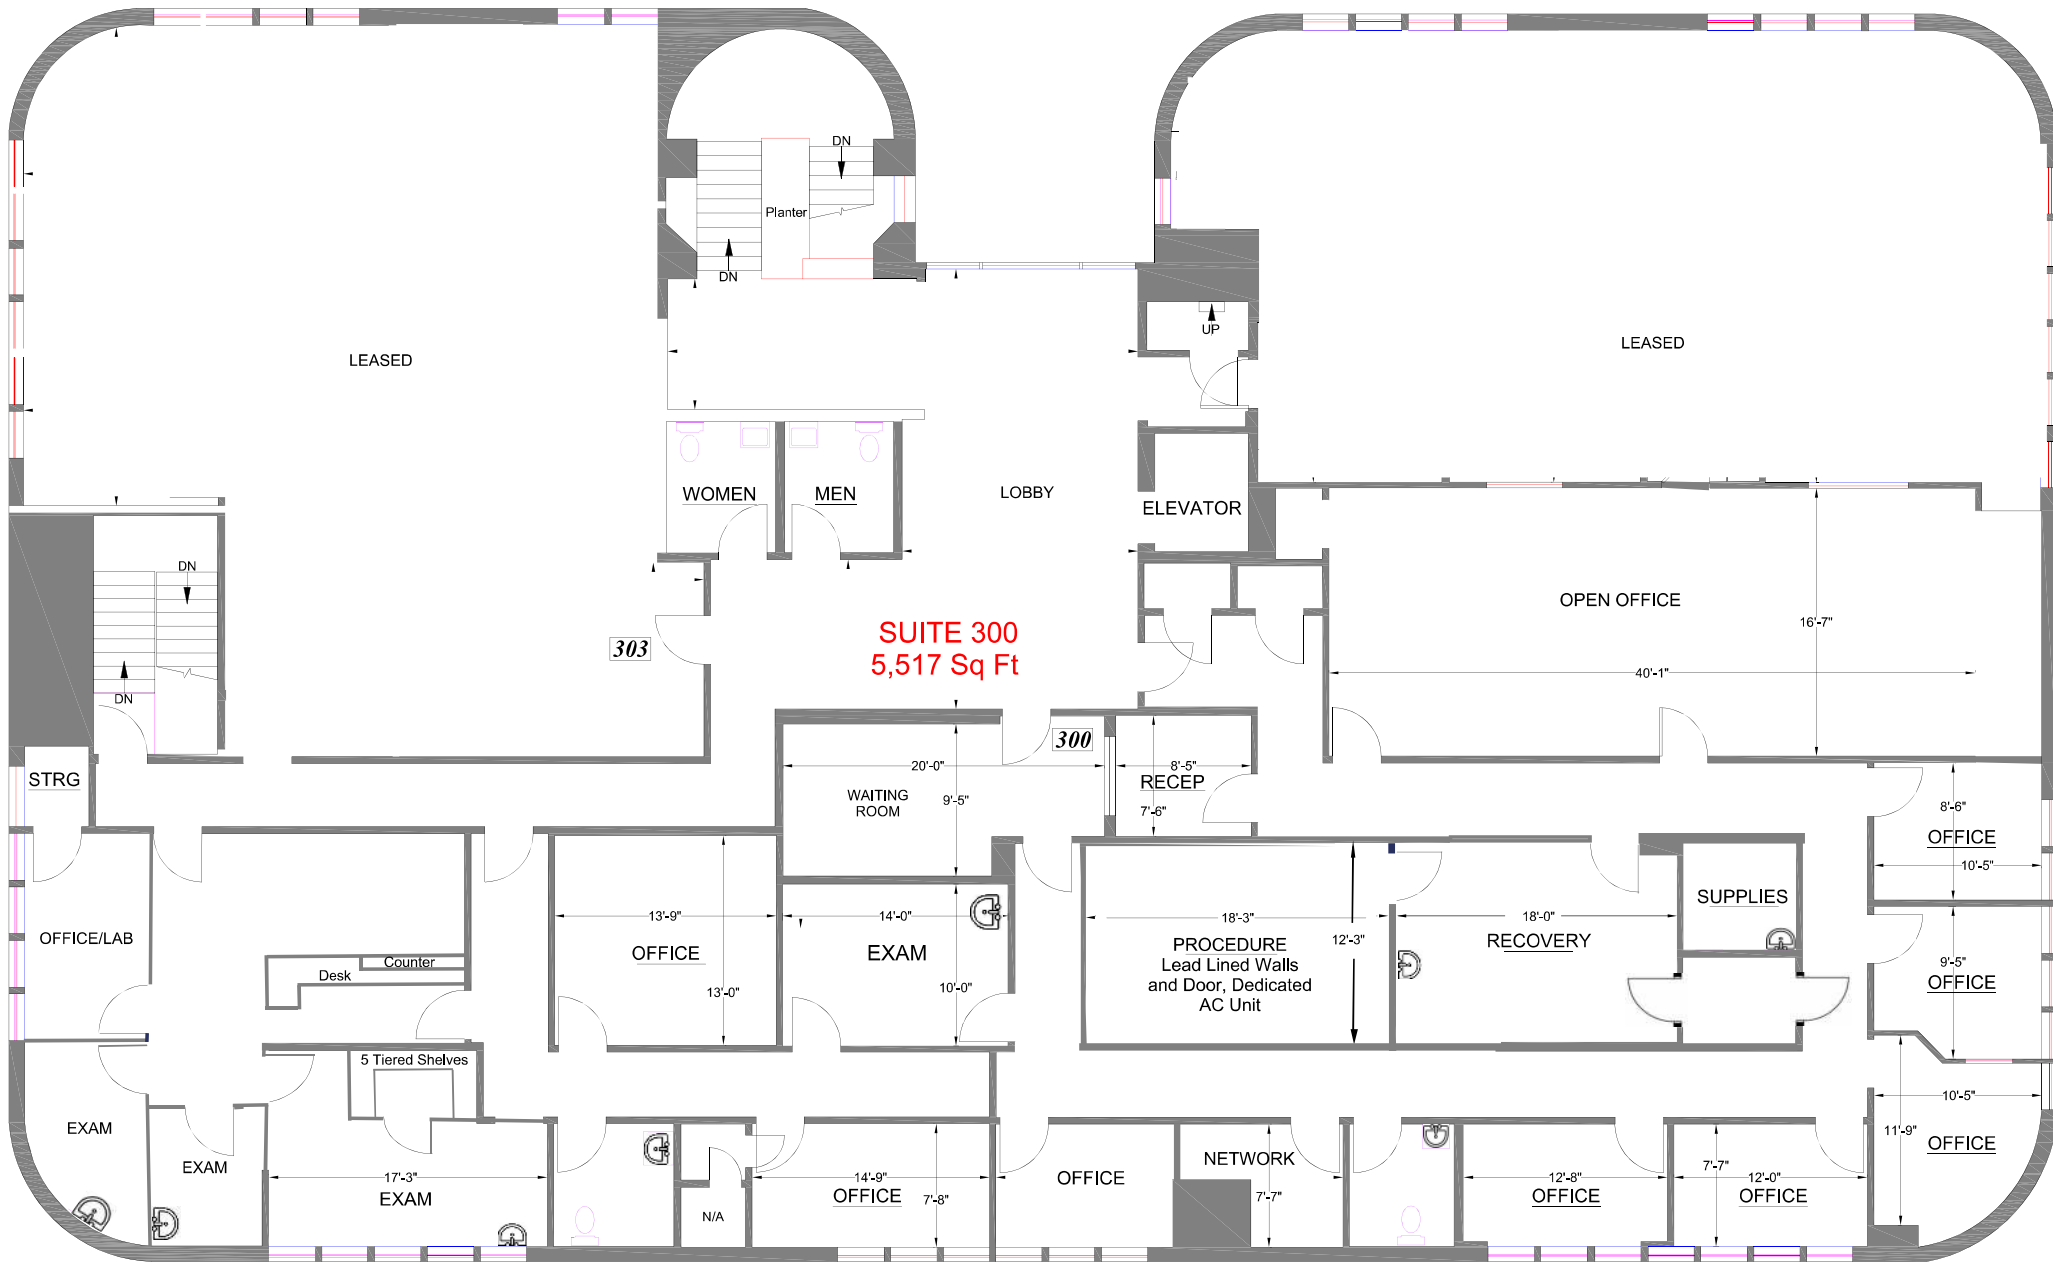 DN
Planter
DN
UP
LEASED
LEASED
WOMEN
MEN
LOBBY
ELEVATOR
DN
DN
OPEN OFFICE
16'-7"
40'-1"
303
SUITE 300
5,517 Sq Ft
300
STRG
20'-0"
WAITING
ROOM
9'-5"
8'-5"
RECEP
7'-6"
8'-6"
OFFICE
10'-5"
OFFICE/LAB
Counter
Desk
13'-9"
OFFICE
13'-0"
14'-0"
EXAM
10'-0"
18'-3"
12'-3"
PROCEDURE
Lead Lined Walls
and Door, Dedicated
AC Unit
18'-0"
RECOVERY
SUPPLIES
9'-5"
OFFICE
5 Tiered Shelves
EXAM
EXAM
17'-3"
EXAM
N/A
14'-9"
OFFICE
7'-8"
OFFICE
NETWORK
7'-7"
12'-8"
OFFICE
7'-7"
12'-0"
OFFICE
10'-5"
11'-9"
OFFICE